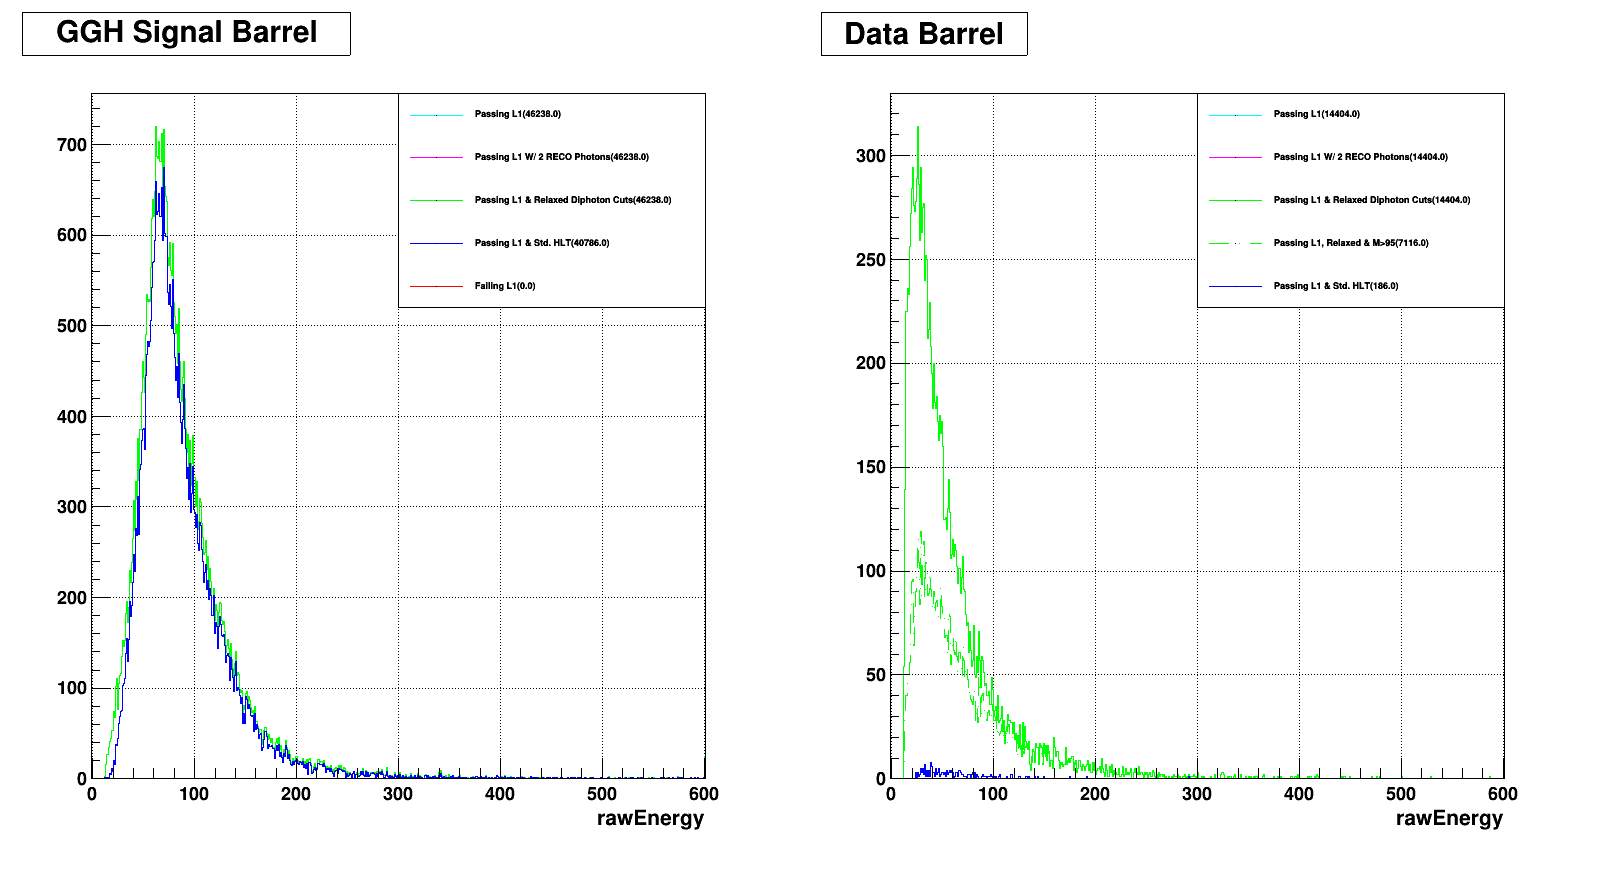 GGH Signal Barrel
Passing L1(46238.0)
Passing L1 W/ 2 RECO Photons(46238.0)
Passing L1 & Relaxed Diphoton Cuts(46238.0)
Passing L1 & Std. HLT(40786.0)
Failing L1(0.0)
700
600
500
400
300
200
100
0
0 100 200 300 400 500 600
rawEnergy
Data Barrel
Passing L1(14404.0)
Passing L1 W/ 2 RECO Photons(14404.0)
Passing L1 & Relaxed Diphoton Cuts(14404.0)
Passing L1, Relaxed & M>95(7116.0)
Passing L1 & Std. HLT(186.0)
300
250
200
150
100
50
0
0 100 200 300 400 500 600
rawEnergy